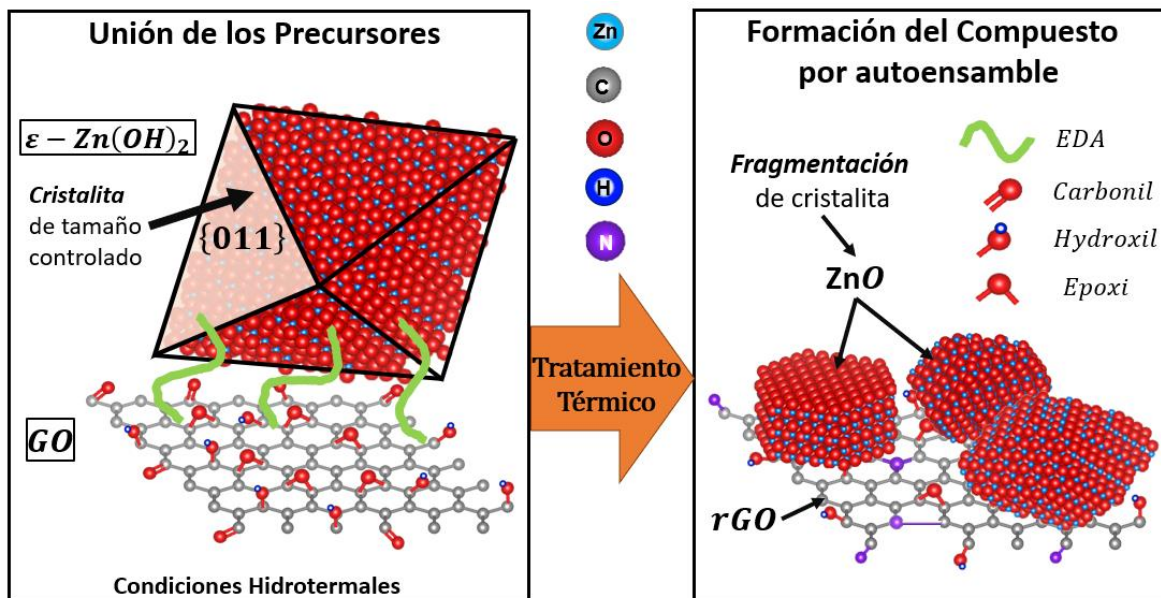 Unión de los Precursores
ε − Zn(OH)₂
Cristalita
de tamaño
controlado
{011}
GO
Condiciones Hidrotermales
Zn
C
O
H
N
Tratamiento
Térmico
Formación del Compuesto
por autoensamble
Fragmentación
de cristalita
ZnO
rGO
EDA
Carbonil
Hydroxil
Epoxi